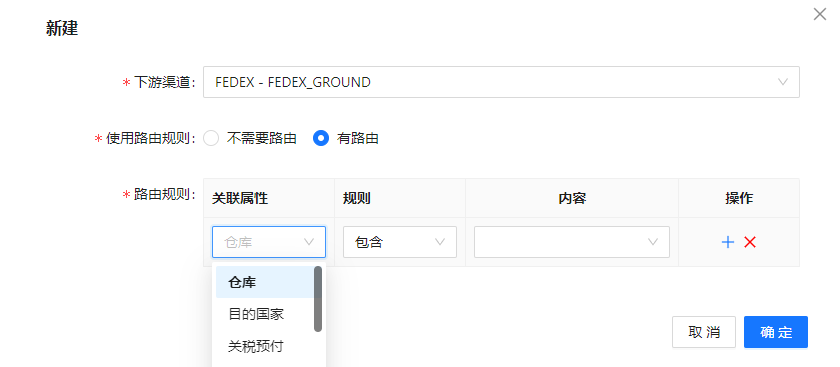 新建
* 下游渠道: FEDEX - FEDEX_GROUND
* 使用路由规则: 不需要路由 有路由
* 路由规则: 关联属性 规则 内容 操作
仓库 包含
仓库
目的国家
关税预付
取 消 确 定